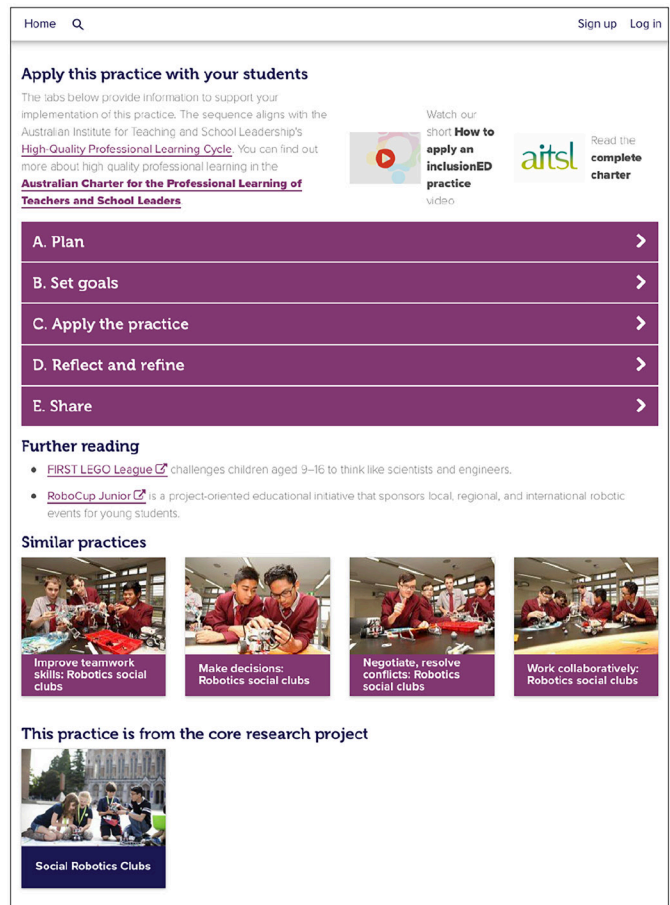 Home
Sign up Log in
Apply this practice with your students
The tabs below provide information to support your
implementation of this practice. The sequence aligns with the
Australian Institute for Teaching and School Leadership's
High-Quality Professional Learning Cycle. You can find out
more about high quality professional learning in the
Australian Charter for the Professional Learning of
Teachers and School Leaders
Watch our
short How to
apply an
inclusionED
practice
video
aitsl
Read the
complete
charter
A. Plan
B. Set goals
C. Apply the practice
D. Reflect and refine
E. Share
Further reading
• FIRST LEGO League challenges children aged 9–16 to think like scientists and engineers.
• RoboCup Junior is a project-oriented educational initiative that sponsors local, regional, and international robotic
events for young students.
Similar practices
Improve teamwork
skills: Robotics social
clubs
Make decisions:
Robotics social clubs
Negotiate, resolve
conflicts: Robotics
social clubs
Work collaboratively:
Robotics social clubs
This practice is from the core research project
Social Robotics Clubs